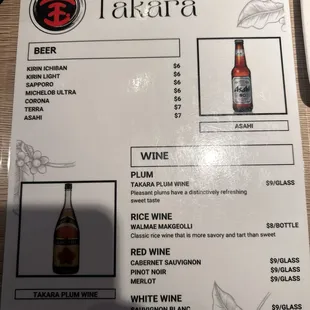 Takara
BEER
KIRIN ICHIBAN $6
KIRIN LIGHT $6
SAPPORO $6
MICHELOB ULTRA $6
CORONA $6
TERRA $7
ASAHI $7
Asahi
ASAHI
WINE
PLUM
TAKARA PLUM WINE $9/GLASS
Pleasant plums have a distinctively refreshing
sweet taste
RICE WINE
WALMAE MAKGEOLLI $8/BOTTLE
Classic rice wine that is more savory and tart than sweet
RED WINE
CABERNET SAUVIGNON $9/GLASS
PINOT NOIR $9/GLASS
MERLOT $9/GLASS
TAKARA PLUM WINE
WHITE WINE
SAUVIGNON BLANC $9/GLASS